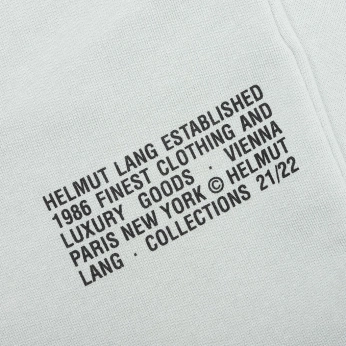 HELMUT LANG ESTABLISHED
1986 FINEST CLOTHING AND
LUXURY GOODS · VIENNA
PARIS NEW YORK © HELMUT
LANG · COLLECTIONS 21/22